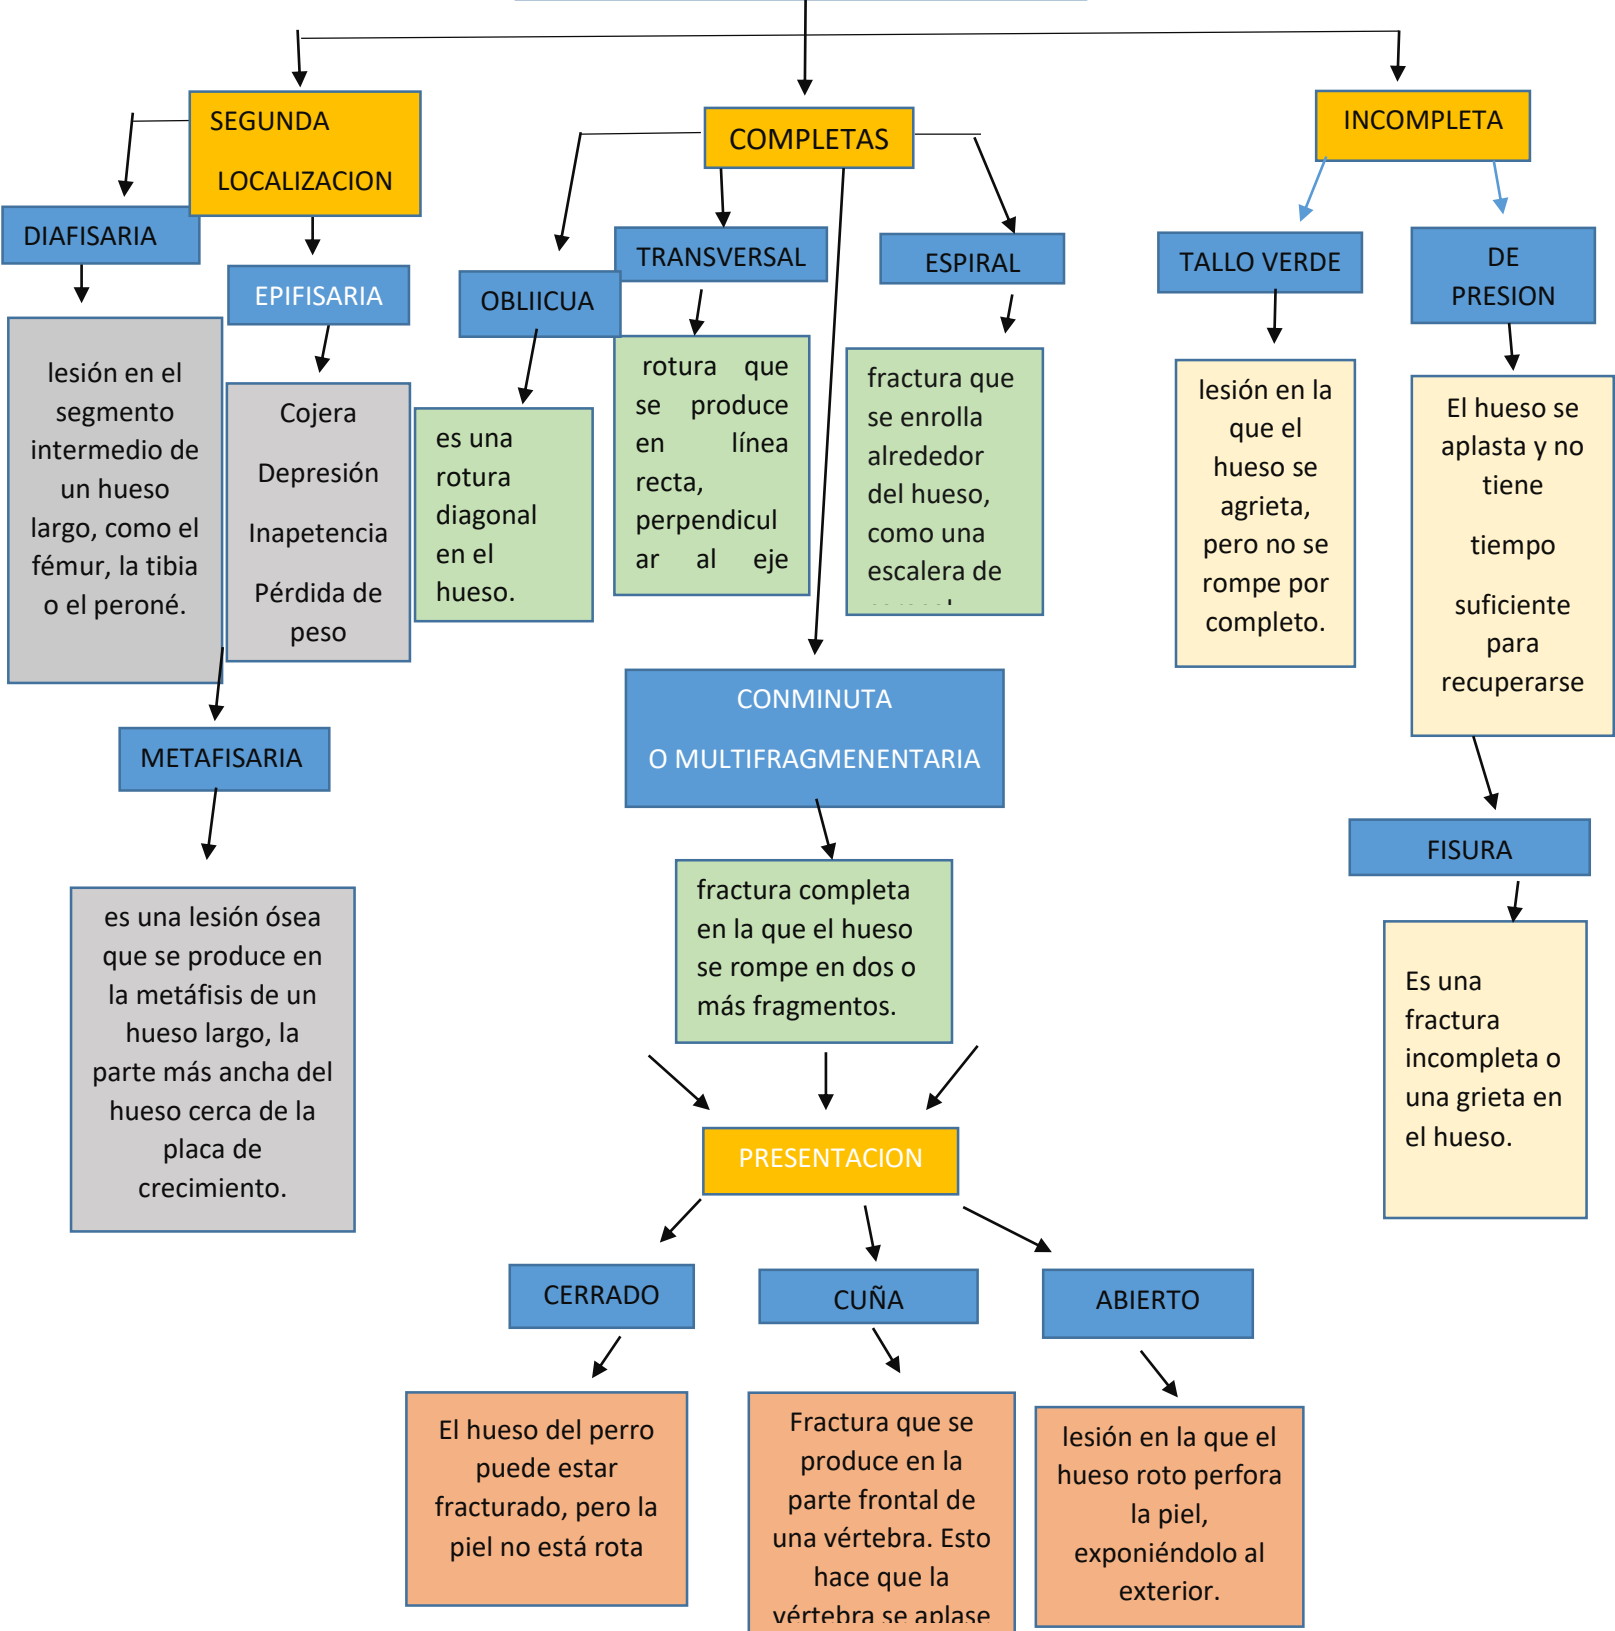 SEGUNDA
LOCALIZACION
COMPLETAS
INCOMPLETA
DIAFISARIA
EPIFISARIA
OBLIICUA
TRANSVERSAL
ESPIRAL
TALLO VERDE
DE
PRESION
lesión en el
segmento
intermedio de
un hueso
largo, como el
fémur, la tibia
o el peroné.
Cojera
Depresión
Inapetencia
Pérdida de
peso
es una
rotura
diagonal
en el
hueso.
rotura que
se produce
en línea
recta,
perpendicul
ar al eje
fractura que
se enrolla
alrededor
del hueso,
como una
escalera de
lesión en la
que el
hueso se
agrieta,
pero no se
rompe por
completo.
El hueso se
aplasta y no
tiene
tiempo
suficiente
para
recuperarse
METAFISARIA
CONMINUTA
O MULTIFRAGMENENTARIA
FISURA
es una lesión ósea
que se produce en
la metáfisis de un
hueso largo, la
parte más ancha del
hueso cerca de la
placa de
crecimiento.
fractura completa
en la que el hueso
se rompe en dos o
más fragmentos.
Es una
fractura
incompleta o
una grieta en
el hueso.
PRESENTACION
CERRADO
CUÑA
ABIERTO
El hueso del perro
puede estar
fracturado, pero la
piel no está rota
Fractura que se
produce en la
parte frontal de
una vértebra. Esto
hace que la
vértebra se aplase
lesión en la que el
hueso roto perfora
la piel,
exponiéndolo al
exterior.